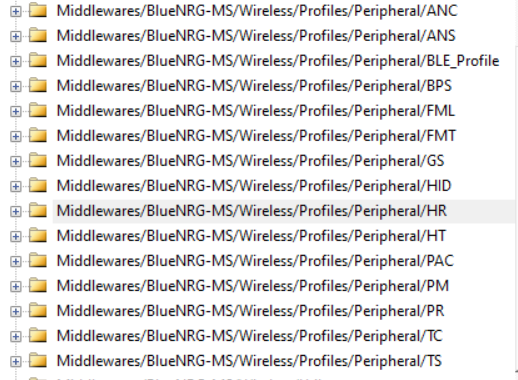 Middlewares/BlueNRG-MS/Wireless/Profiles/Peripheral/ANC
Middlewares/BlueNRG-MS/Wireless/Profiles/Peripheral/ANS
Middlewares/BlueNRG-MS/Wireless/Profiles/Peripheral/BLE_Profile
Middlewares/BlueNRG-MS/Wireless/Profiles/Peripheral/BPS
Middlewares/BlueNRG-MS/Wireless/Profiles/Peripheral/FML
Middlewares/BlueNRG-MS/Wireless/Profiles/Peripheral/FMT
Middlewares/BlueNRG-MS/Wireless/Profiles/Peripheral/GS
Middlewares/BlueNRG-MS/Wireless/Profiles/Peripheral/HID
Middlewares/BlueNRG-MS/Wireless/Profiles/Peripheral/HR
Middlewares/BlueNRG-MS/Wireless/Profiles/Peripheral/HT
Middlewares/BlueNRG-MS/Wireless/Profiles/Peripheral/PAC
Middlewares/BlueNRG-MS/Wireless/Profiles/Peripheral/PM
Middlewares/BlueNRG-MS/Wireless/Profiles/Peripheral/PR
Middlewares/BlueNRG-MS/Wireless/Profiles/Peripheral/TC
Middlewares/BlueNRG-MS/Wireless/Profiles/Peripheral/TS